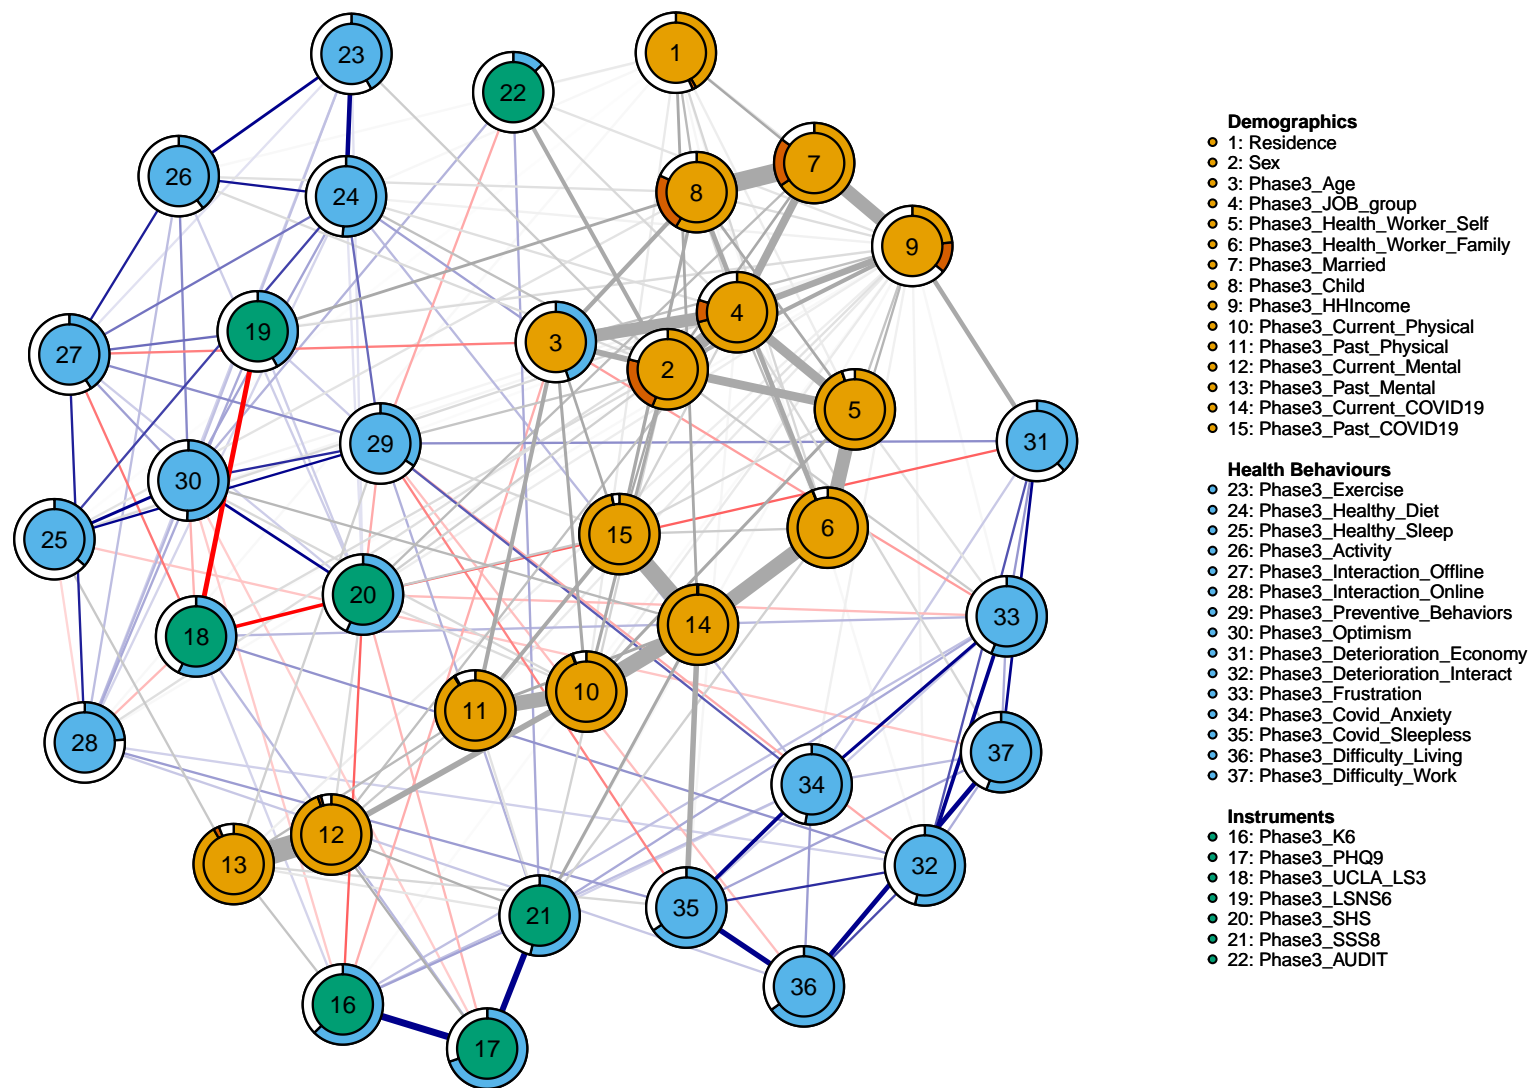 23
1
22
7
26
8
24
9
4
19
3
27
2
5
29
31
30
6
15
25
20
33
14
18
10
11
28
37
34
12
13
32
35
21
36
16
17
Demographics
1: Residence
2: Sex
3: Phase3_Age
4: Phase3_JOB_group
5: Phase3_Health_Worker_Self
6: Phase3_Health_Worker_Family
7: Phase3_Married
8: Phase3_Child
9: Phase3_HHIncome
10: Phase3_Current_Physical
11: Phase3_Past_Physical
12: Phase3_Current_Mental
13: Phase3_Past_Mental
14: Phase3_Current_COVID19
15: Phase3_Past_COVID19
Health Behaviours
23: Phase3_Exercise
24: Phase3_Healthy_Diet
25: Phase3_Healthy_Sleep
26: Phase3_Activity
27: Phase3_Interaction_Offline
28: Phase3_Interaction_Online
29: Phase3_Preventive_Behaviors
30: Phase3_Optimism
31: Phase3_Deterioration_Economy
32: Phase3_Deterioration_Interact
33: Phase3_Frustration
34: Phase3_Covid_Anxiety
35: Phase3_Covid_Sleepless
36: Phase3_Difficulty_Living
37: Phase3_Difficulty_Work
Instruments
16: Phase3_K6
17: Phase3_PHQ9
18: Phase3_UCLA_LS3
19: Phase3_LSNS6
20: Phase3_SHS
21: Phase3_SSS8
22: Phase3_AUDIT